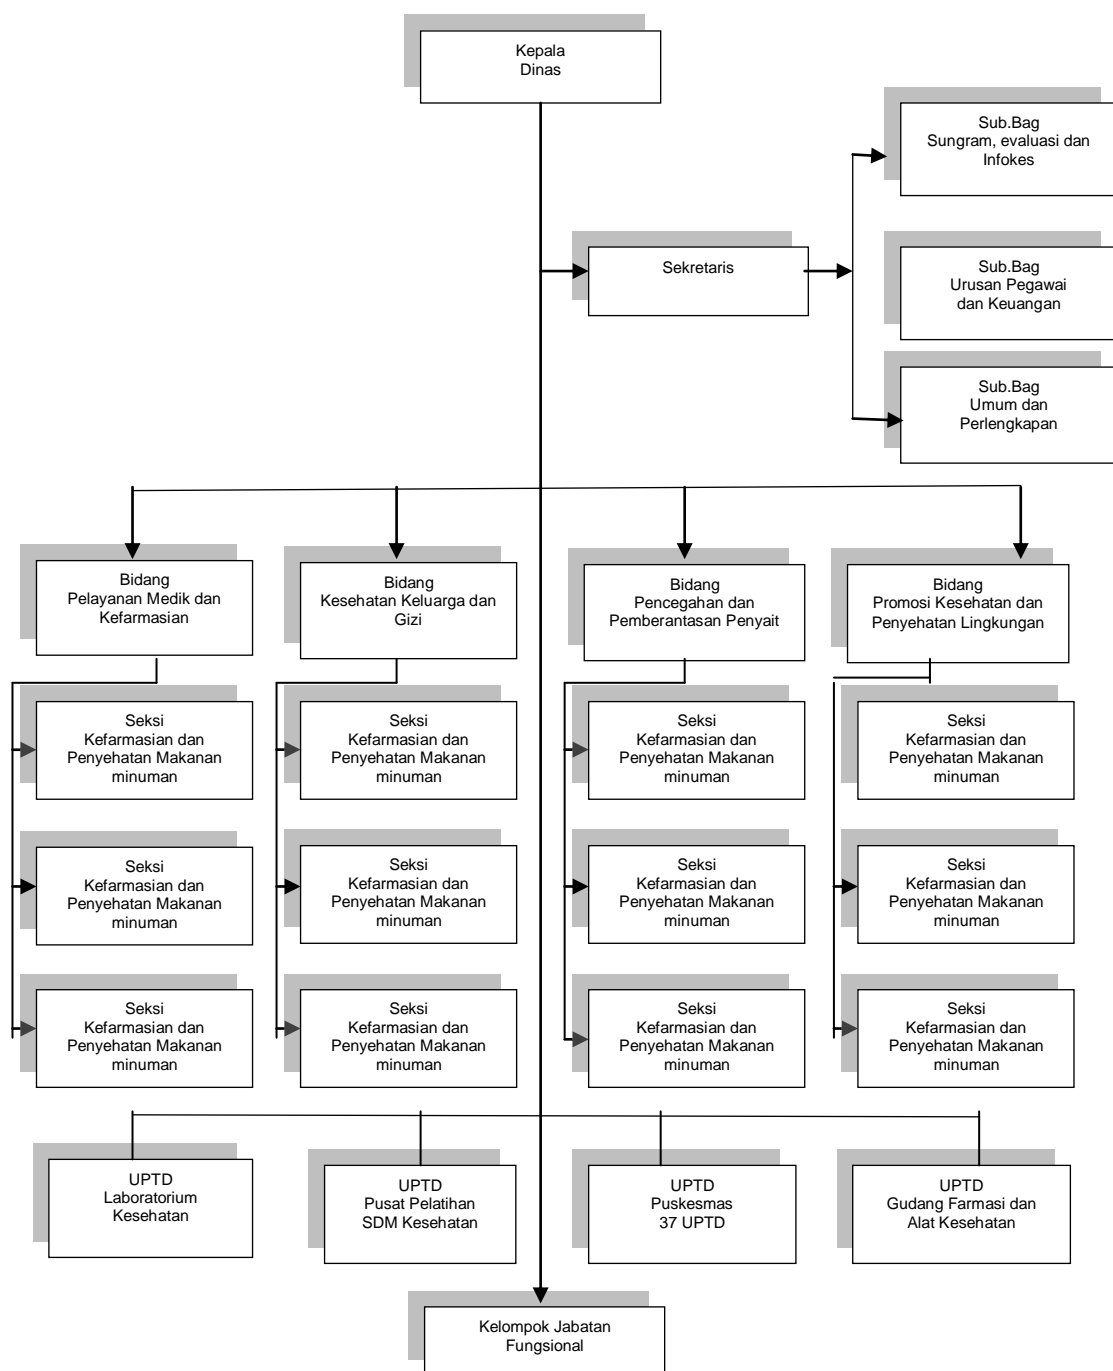 Kepala
Dinas
Sub.Bag
Sungram, evaluasi dan
Infokes
Sekretaris
Sub.Bag
Urusan Pegawai
dan Keuangan
Sub.Bag
Umum dan
Perlengkapan
Bidang
Pelayanan Medik dan
Kefarmasian
Bidang
Kesehatan Keluarga dan
Gizi
Bidang
Pencegahan dan
Pemberantasan Penyait
Bidang
Promosi Kesehatan dan
Penyehatan Lingkungan
Seksi
Kefarmasian dan
Penyehatan Makanan
minuman
Seksi
Kefarmasian dan
Penyehatan Makanan
minuman
Seksi
Kefarmasian dan
Penyehatan Makanan
minuman
Seksi
Kefarmasian dan
Penyehatan Makanan
minuman
Seksi
Kefarmasian dan
Penyehatan Makanan
minuman
Seksi
Kefarmasian dan
Penyehatan Makanan
minuman
Seksi
Kefarmasian dan
Penyehatan Makanan
minuman
Seksi
Kefarmasian dan
Penyehatan Makanan
minuman
Seksi
Kefarmasian dan
Penyehatan Makanan
minuman
Seksi
Kefarmasian dan
Penyehatan Makanan
minuman
Seksi
Kefarmasian dan
Penyehatan Makanan
minuman
Seksi
Kefarmasian dan
Penyehatan Makanan
minuman
UPTD
Laboratorium
Kesehatan
UPTD
Pusat Pelatihan
SDM Kesehatan
UPTD
Puskesmas
37 UPTD
UPTD
Gudang Farmasi dan
Alat Kesehatan
Kelompok Jabatan
Fungsional